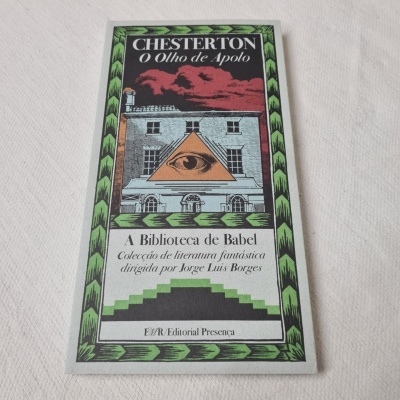 CHESTERTON
O Olho de Apolo
A Biblioteca de Babel
Colecção de literatura fantástica
dirigida por Jorge Luis Borges
Editorial Presença